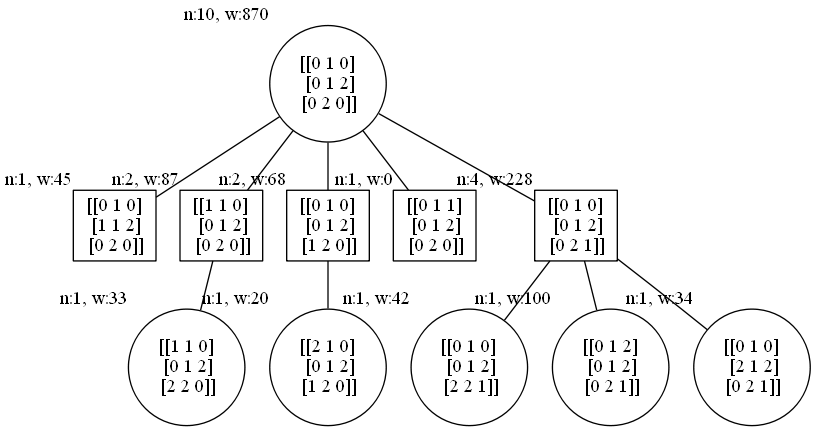 n:10, w:870
[[0 1 0]
[0 1 2]
[0 2 0]]
n:1, w:45
n:2, w:87
n:2, w:68
n:1, w:0
n:4, w:228
[[0 1 0]
[1 1 2]
[0 2 0]]
[[1 1 0]
[0 1 2]
[0 2 0]]
[[0 1 0]
[0 1 2]
[1 2 0]]
[[0 1 1]
[0 1 2]
[0 2 0]]
[[0 1 0]
[0 1 2]
[0 2 1]]
n:1, w:33
n:1, w:20
n:1, w:42
n:1, w:100
n:1, w:34
[[1 1 0]
[0 1 2]
[2 2 0]]
[[2 1 0]
[0 1 2]
[1 2 0]]
[[0 1 0]
[0 1 2]
[2 2 1]]
[[0 1 2]
[0 1 2]
[0 2 1]]
[[0 1 0]
[2 1 2]
[0 2 1]]